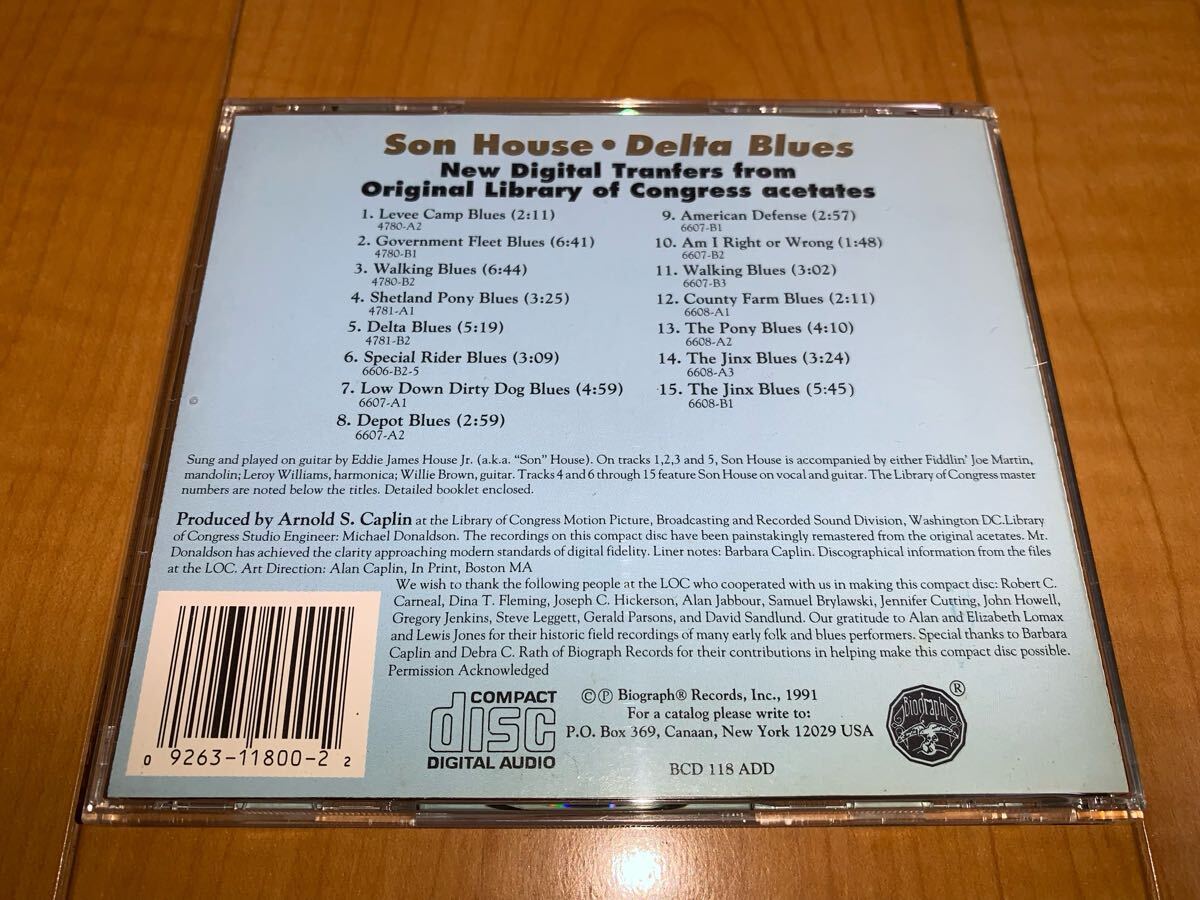 Son House • Delta Blues
New Digital Tranfers from
Original Library of Congress acetates
1. Levee Camp Blues (2:11)
4780-A2
2. Government Fleet Blues (6:41)
4780-B1
3. Walking Blues (6:44)
4780-B2
4. Shetland Pony Blues (3:25)
4781-A1
5. Delta Blues (5:19)
4781-B2
6. Special Rider Blues (3:09)
6606-B2-5
7. Low Down Dirty Dog Blues (4:59)
6607-A1
8. Depot Blues (2:59)
6607-A2
9. American Defense (2:57)
6607-B1
10. Am I Right or Wrong (1:48)
6607-B2
11. Walking Blues (3:02)
6607-B3
12. County Farm Blues (2:11)
6608-A1
13. The Pony Blues (4:10)
6608-A2
14. The Jinx Blues (3:24)
6608-A3
15. The Jinx Blues (5:45)
6608-B1
Sung and played on guitar by Eddie James House Jr. (a.k.a. “Son” House). On tracks 1,2,3 and 5, Son House is accompanied by either Fiddlin' Joe Martin,
mandolin; Leroy Williams, harmonica; Willie Brown, guitar. Tracks 4 and 6 through 15 feature Son House on vocal and guitar. The Library of Congress master
numbers are noted below the titles. Detailed booklet enclosed.
Produced by Arnold S. Caplin at the Library of Congress Motion Picture, Broadcasting and Recorded Sound Division, Washington DC.Library
of Congress Studio Engineer: Michael Donaldson. The recordings on this compact disc have been painstakingly remastered from the original acetates. Mr.
Donaldson has achieved the clarity approaching modern standards of digital fidelity. Liner notes: Barbara Caplin. Discographical information from the files
at the LOC. Art Direction: Alan Caplin, In Print, Boston MA
We wish to thank the following people at the LOC who cooperated with us in making this compact disc: Robert C.
Carneal, Dina T. Fleming, Joseph C. Hickerson, Alan Jabbour, Samuel Brylawski, Jennifer Cutting, John Howell,
Gregory Jenkins, Steve Leggett, Gerald Parsons, and David Sandlund. Our gratitude to Alan and Elizabeth Lomax
and Lewis Jones for their historic field recordings of many early folk and blues performers. Special thanks to Barbara
Caplin and Debra C. Rath of Biograph Records for their contributions in helping make this compact disc possible.
Permission Acknowledged
0 9263-11800-2 2
COMPACT
disc
DIGITAL AUDIO
©℗ Biograph® Records, Inc., 1991
For a catalog please write to:
P.O. Box 369, Canaan, New York 12029 USA
BCD 118 ADD
Biograph
®